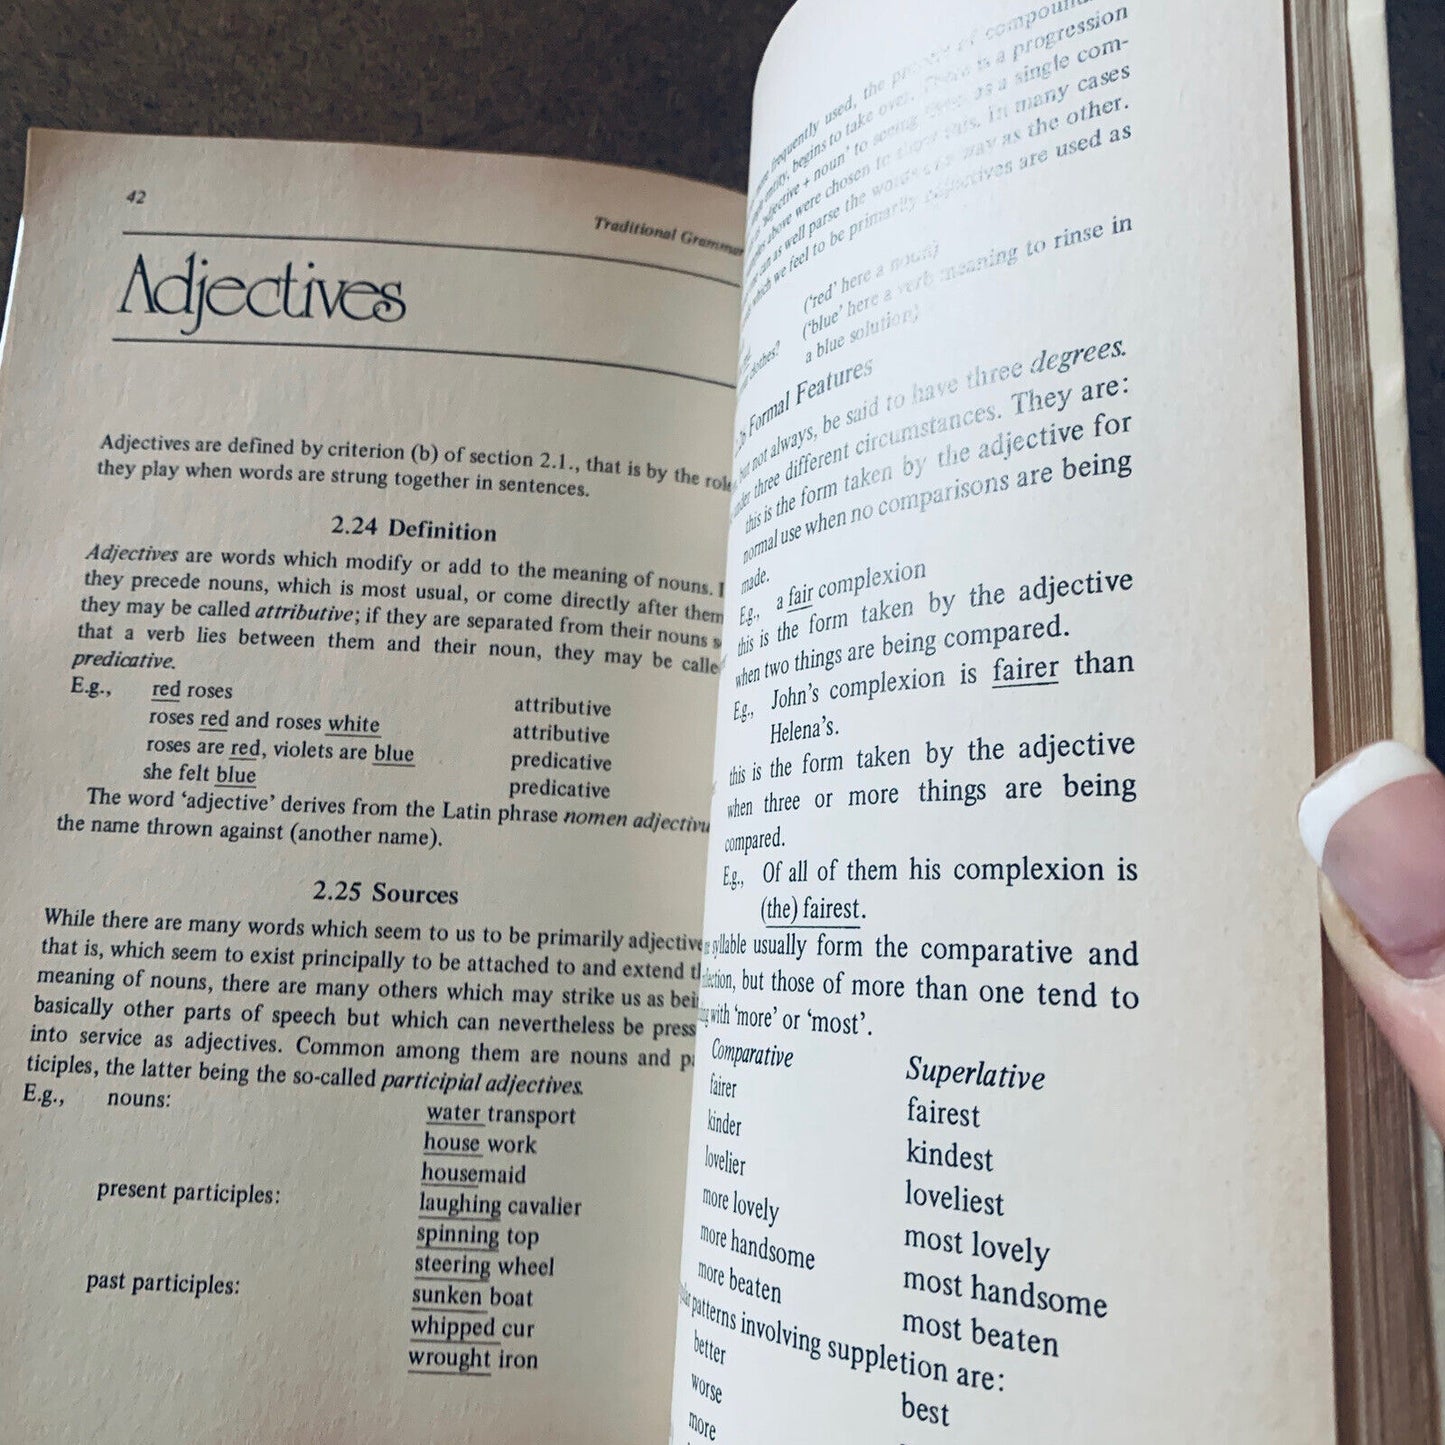 42
Traditional Grammar
Adjectives
Adjectives are defined by criterion (b) of section 2.1., that is by the role
they play when words are strung together in sentences.
2.24 Definition
Adjectives are words which modify or add to the meaning of nouns.
they precede nouns, which is most usual, or come directly after them
they may be called attributive; if they are separated from their nouns
that a verb lies between them and their noun, they may be calle
predicative.
E.g., red roses attributive
roses red and roses white attributive
roses are red, violets are blue predicative
she felt blue predicative
The word ‘adjective’ derives from the Latin phrase nomen adjectivu
the name thrown against (another name).
2.25 Sources
While there are many words which seem to us to be primarily adjective
that is, which seem to exist principally to be attached to and extend t
meaning of nouns, there are many others which may strike us as bei
basically other parts of speech but which can nevertheless be press
into service as adjectives. Common among them are nouns and p
ticiples, the latter being the so-called participial adjectives.
E.g., nouns: water transport
house work
housemaid
present participles: laughing cavalier
spinning top
steering wheel
past participles: sunken boat
whipped cur
wrought iron
frequently used, the process of compound
entity, begins to take over. There is a progression
‘adjective + noun’ to seeing them as a single com-
above were chosen to show this. In many cases
can as well parse the words one way as the other.
which we feel to be primarily adjectives are used as
(‘red’ here a noun)
clothes? (‘blue’ here a verb meaning to rinse in
a blue solution)
Formal Features
but not always, be said to have three degrees.
under three different circumstances. They are:
this is the form taken by the adjective for
normal use when no comparisons are being
made.
E.g., a fair complexion
this is the form taken by the adjective
when two things are being compared.
E.g., John’s complexion is fairer than
Helena’s.
this is the form taken by the adjective
when three or more things are being
compared.
E.g., Of all of them his complexion is
(the) fairest.
syllable usually form the comparative and
but those of more than one tend to
with ‘more’ or ‘most’.
Comparative Superlative
fairer fairest
kinder kindest
lovelier loveliest
more lovely most lovely
more handsome most handsome
more beaten most beaten
patterns involving suppletion are:
better best
worse
more